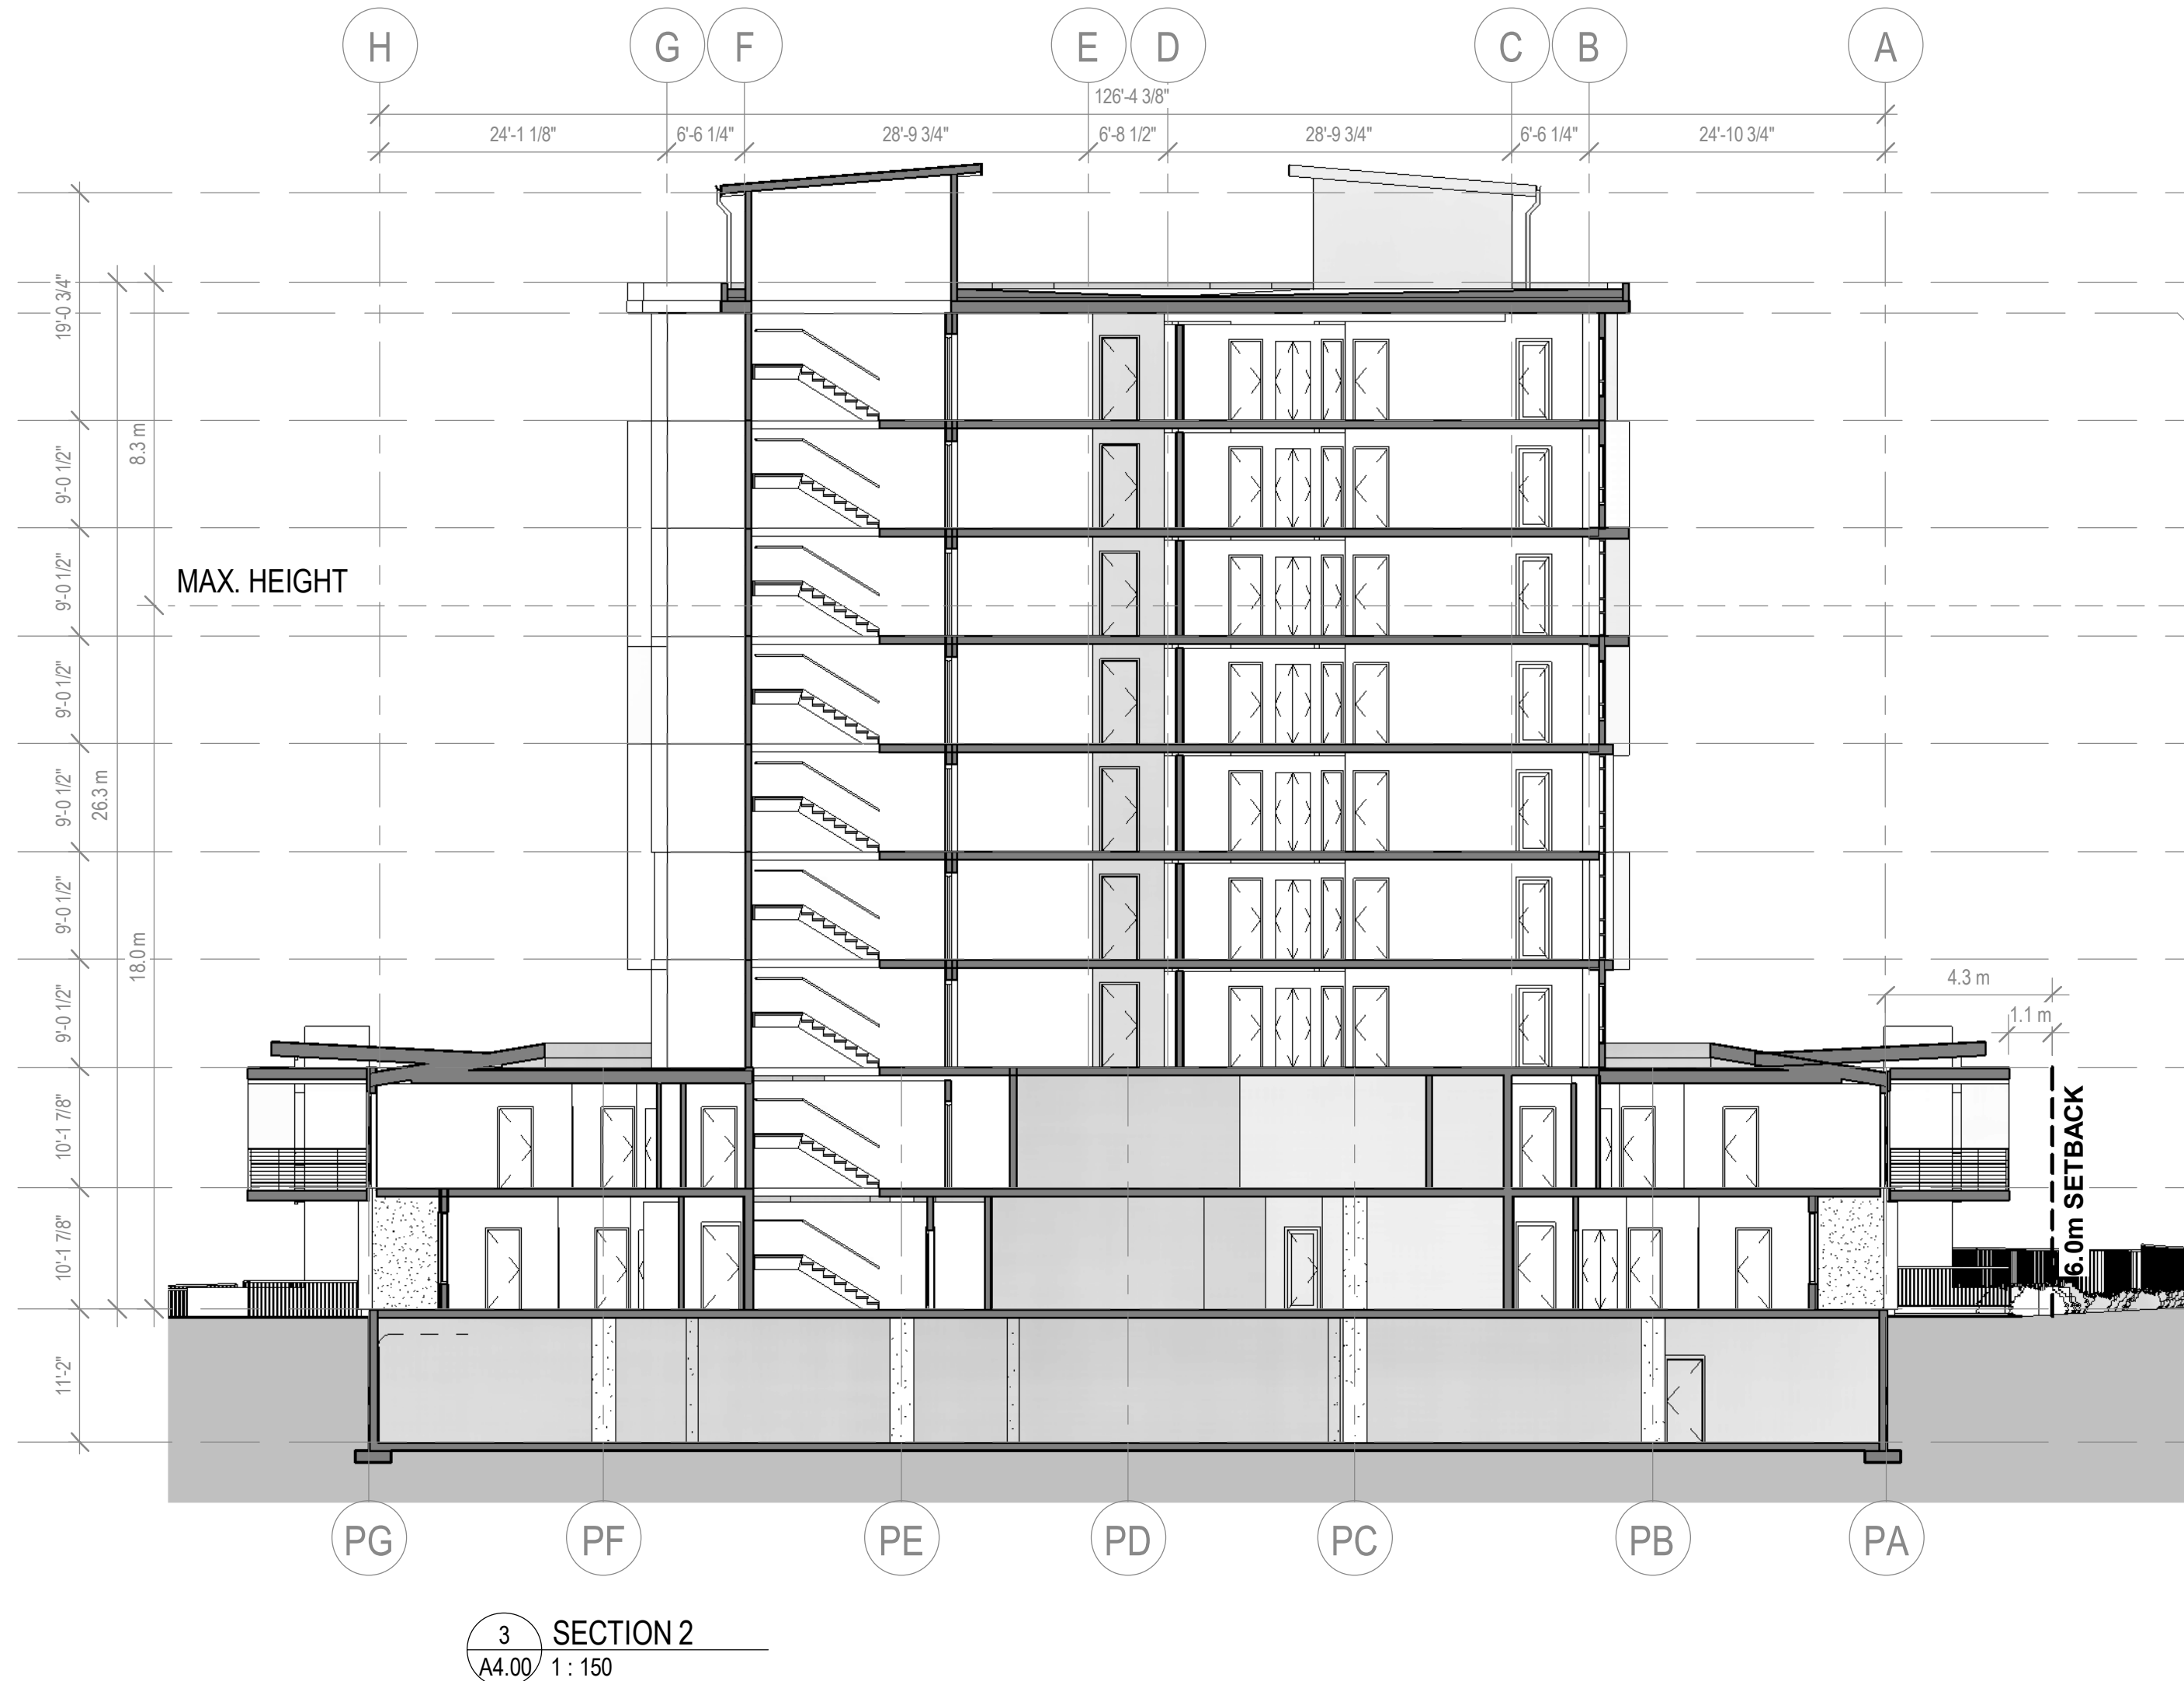 H
G
F
E
D
C
B
A
126'-4 3/8"
24'-1 1/8"
6'-6 1/4"
28'-9 3/4"
6'-8 1/2"
28'-9 3/4"
6'-6 1/4"
24'-10 3/4"
19'-0 3/4"
8.3 m
9'-0 1/2"
MAX. HEIGHT
9'-0 1/2"
9'-0 1/2"
26.3 m
9'-0 1/2"
9'-0 1/2"
18.0 m
9'-0 1/2"
4.3 m
1.1 m
10'-1 7/8"
6.0m SETBACK
10'-1 7/8"
11'-2"
PG
PF
PE
PD
PC
PB
PA
3
SECTION 2
A4.00
1 : 150